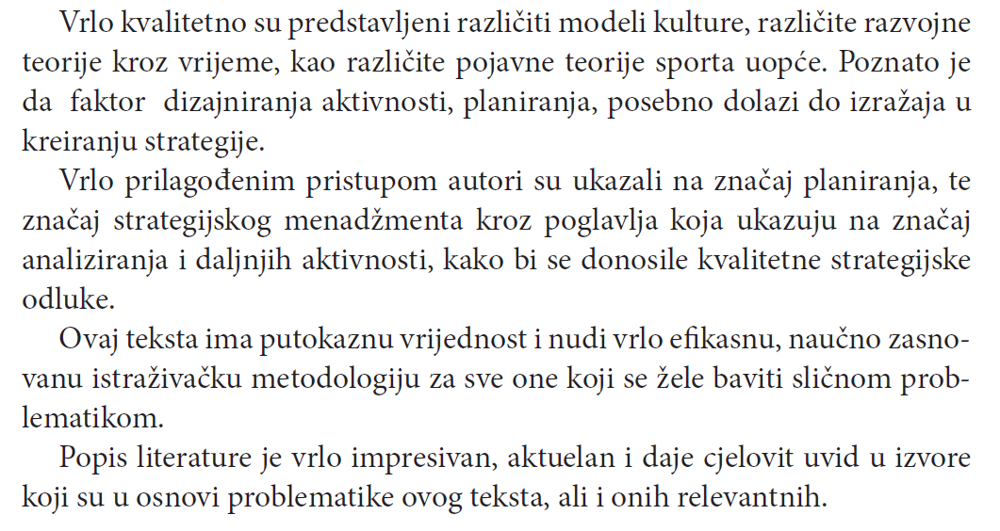 Vrlo kvalitetno su predstavljeni različiti modeli kulture, različite razvojne
teorije kroz vrijeme, kao različite pojavne teorije sporta uopće. Poznato je
da faktor dizajniranja aktivnosti, planiranja, posebno dolazi do izražaja u
kreiranju strategije.
Vrlo prilagođenim pristupom autori su ukazali na značaj planiranja, te
značaj strategijskog menadžmenta kroz poglavlja koja ukazuju na značaj
analiziranja i daljnjih aktivnosti, kako bi se donosile kvalitetne strategijske
odluke.
Ovaj teksta ima putokaznu vrijednost i nudi vrlo efikasnu, naučno zasno-
vanu istraživačku metodologiju za sve one koji se žele baviti sličnom prob-
lematikom.
Popis literature je vrlo impresivan, aktuelan i daje cjelovit uvid u izvore
koji su u osnovi problematike ovog teksta, ali i onih relevantnih.